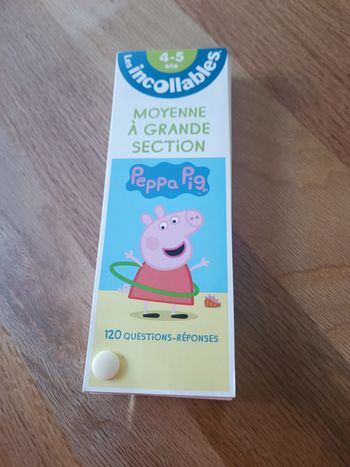 4-5
ans
Les incollables
MOYENNE
À GRANDE
SECTION
Peppa Pig
120 QUESTIONS-RÉPONSES